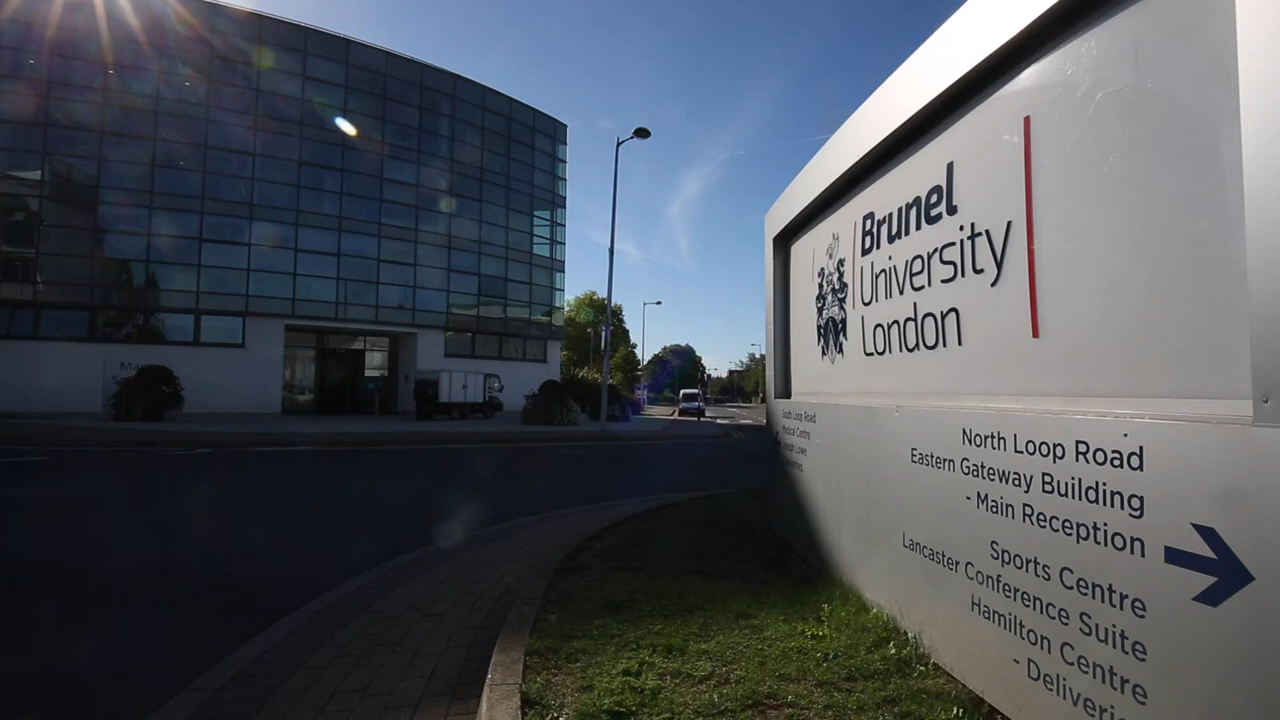 Brunel
University
London
South Loop Road
Medical Centre
North Loop Road
Eastern Gateway Building
- Main Reception
Sports Centre
Lancaster Conference Suite
Hamilton Centre